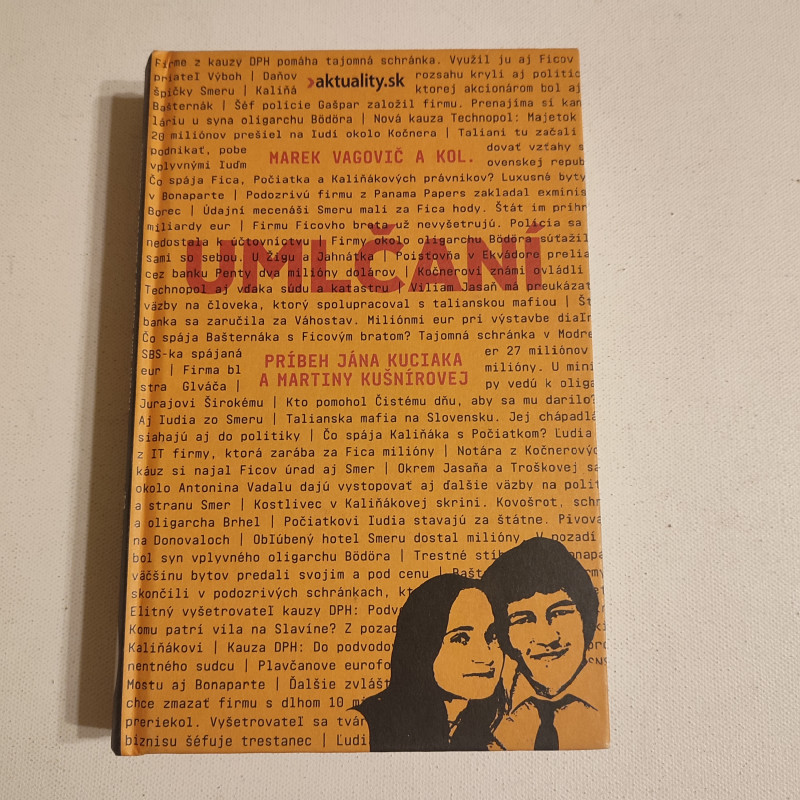 Firme z kauzy DPH pomáha tajomná schránka. Využil ju aj Ficov
priateľ Výboh | Daňov >aktuality.sk rozsahu kryli aj politic
špičky Smeru | Kaliňá ktorej akcionárom bol aj
Bašternák | Šéf polície Gašpar založil firmu. Prenajíma si kan
láriu u syna oligarchu Bödöra | Nová kauza Technopol: Majetok
20 miliónov prešiel na ľudí okolo Kočnera | Taliani tu začali
podnikať, pobe dovať vzťahy s
vplyvnými ľuďm MAREK VAGOVIČ A KOL. ovenskej repub
Čo spája Fica, Počiatka a Kaliňákových právnikov? Luxusné byty
v Bonaparte | Podozrivú firmu z Panama Papers zakladal exminis
Borec | Údajní mecenáši Smeru mali za Fica hody. Štát im prihr
miliardy eur | Firmu Ficovho brata už nevyšetrujú. Polícia sa
nedostala k účtovníctvu | Firmy okolo oligarchu Bödöra súťažil
sami so sebou. | Žigu a Jahnátka | Poisťovňa v Ekvádore prelia
UMLČANÍ
cez banku Penty dva milióny dolárov | Kočnerovi známi ovládli
Technopol aj vďaka súdu a katastru | Viliam Jasaň má preukázat
väzby na človeka, ktorý spolupracoval s talianskou mafiou | Št
banka sa zaručila za Váhostav. Miliónmi eur pri výstavbe diaľn
Čo spája Bašternáka s Ficovým bratom? Tajomná schránka v Modre
SBS-ka spájaná er 27 miliónov
eur | Firma bl PRÍBEH JÁNA KUCIAKA milióny. U mini
stra Glváča | A MARTINY KUŠNÍROVEJ py vedú k oliga
Jurajovi Širokému | Kto pomohol Čistému dňu, aby sa mu darilo?
Aj ľudia zo Smeru | Talianska mafia na Slovensku. Jej chápadlá
siahajú aj do politiky | Čo spája Kaliňáka s Počiatkom? Ľudia
z IT firmy, ktorá zarába za Fica milióny | Notára z Kočnerovýc
káuz si najal Ficov úrad aj Smer | Okrem Jasaňa a Troškovej sa
okolo Antonina Vadalu dajú vystopovať aj ďalšie väzby na polit
a stranu Smer | Kostlivec v Kaliňákovej skrini. Kovošrot, schr
a oligarcha Brhel | Počiatkovi ľudia stavajú za štátne. Pivova
na Donovaloch | Obľúbený hotel Smeru dostal milióny. V pozadí
bol syn vplyvného oligarchu Bödöra | Trestné stíh onapa
väčšinu bytov predali svojim a pod cenu | Bašt rmy
skončili v podozrivých schránkach, kt
Elitný vyšetrovateľ kauzy DPH: Podvo
Komu patrí vila na Slavíne? Z pozad
Kaliňákovi | Kauza DPH: Do podvodov
nentného sudcu | Plavčanove eurofo
Mostu aj Bonaparte | Ďalšie zvlášt
chce zmazať firmu s dlhom 10 mi
preriekol. Vyšetrovateľ sa tvár
biznisu šéfuje trestanec | Ľudi